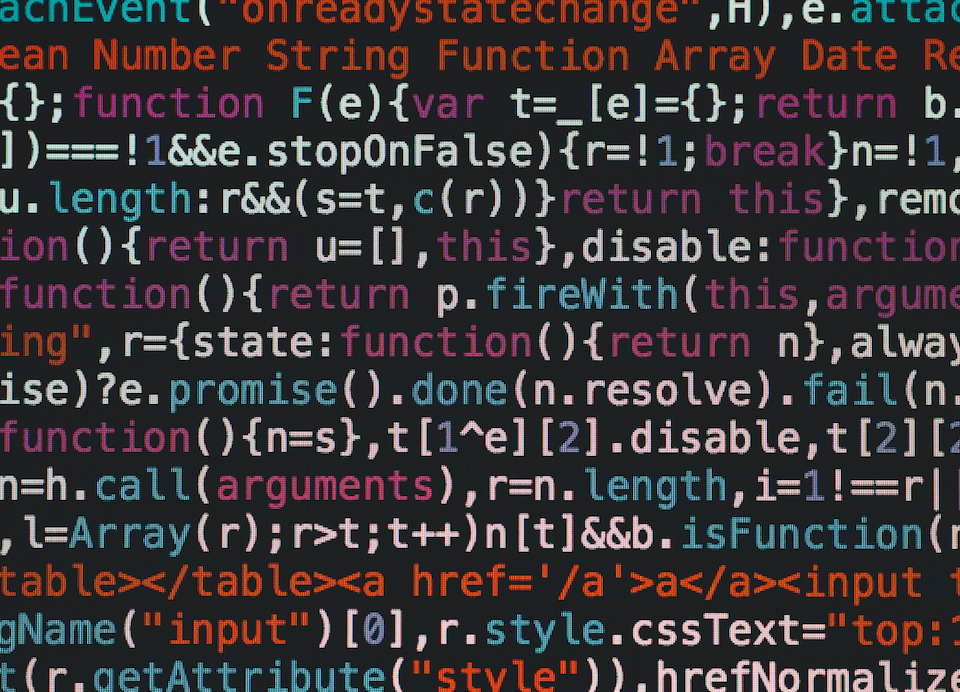 achEvent("onreadystatechange",H),e.attac
ean Number String Function Array Date Re
{};function F(e){var t=_[e]={};return b.
])===!1&&e.stopOnFalse){r=!1;break}n=!1,
u.length:r&&(s=t,c(r))}return this},remo
ion(){return u=[],this},disable:function
function(){return p.fireWith(this,argume
ing",r={state:function(){return n},alway
ise)?e.promise().done(n.resolve).fail(n.
function(){n=s},t[1^e][2].disable,t[2][2
n=h.call(arguments),r=n.length,i=1!==r|
,l=Array(r);r>t;t++)n[t]&&b.isFunction(r
table></table><a href='/a'>a</a><input t
gName("input")[0],r.style.cssText="top:1
t(r.getAttribute("style")),hrefNormalize